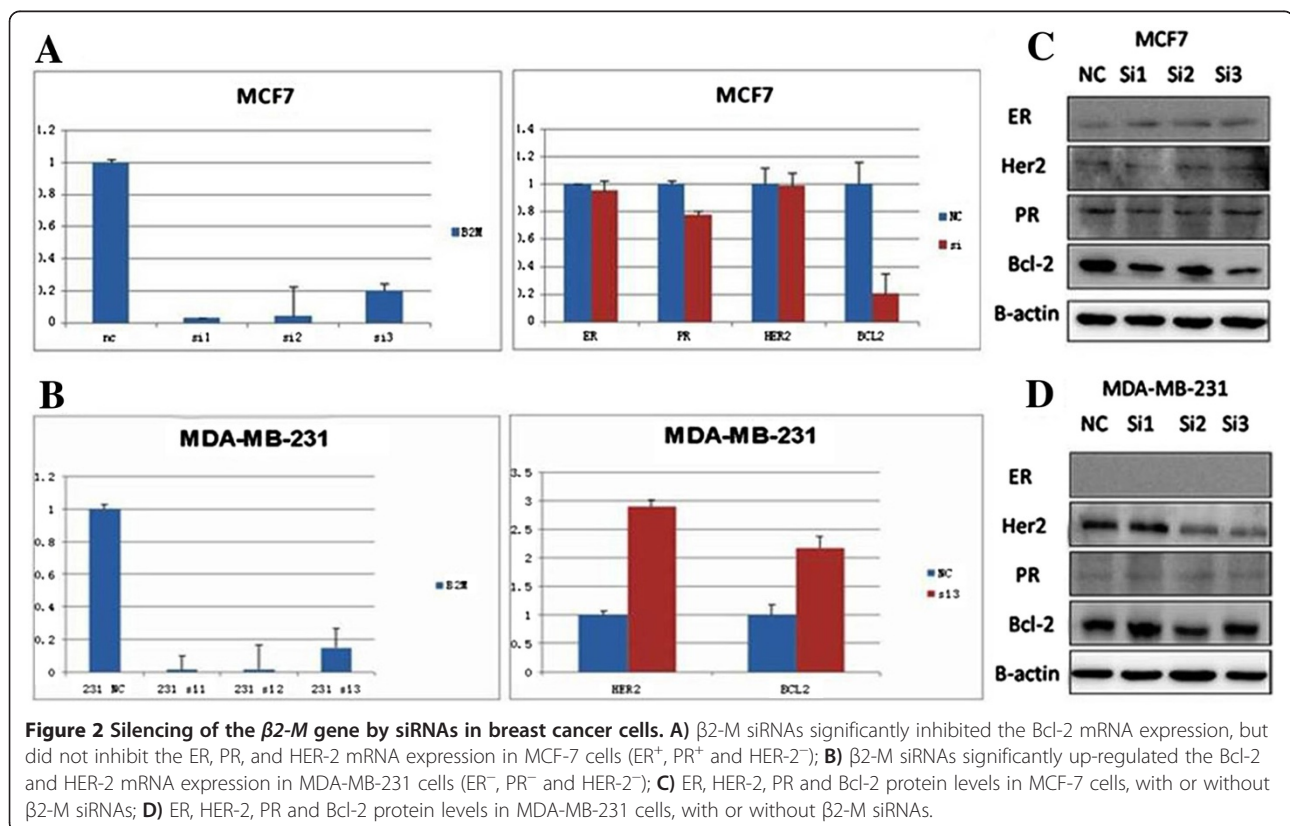 A
MCF7
1.2
1
0.8
0.6
0.4
0.2
0
nc si1 si2 si3
B2M
MCF7
1.4
1.2
1
0.8
0.6
0.4
0.2
0
ER PR HER2 BCL2
NC
si
C
MCF7
NC Si1 Si2 Si3
ER
Her2
PR
Bcl-2
B-actin
B
MDA-MB-231
1.2
1
0.8
0.6
0.4
0.2
0
231 NC 231 si1 231 si2 231 si3
B2M
MDA-MB-231
3.5
3
2.5
2
1.5
1
0.5
0
HER2 BCL2
NC
si3
D
MDA-MB-231
NC Si1 Si2 Si3
ER
Her2
PR
Bcl-2
B-actin
Figure 2 Silencing of the β2-M gene by siRNAs in breast cancer cells. A) β2-M siRNAs significantly inhibited the Bcl-2 mRNA expression, but
did not inhibit the ER, PR, and HER-2 mRNA expression in MCF-7 cells (ER⁺, PR⁺ and HER-2⁻); B) β2-M siRNAs significantly up-regulated the Bcl-2
and HER-2 mRNA expression in MDA-MB-231 cells (ER⁻, PR⁻ and HER-2⁻); C) ER, HER-2, PR and Bcl-2 protein levels in MCF-7 cells, with or without
β2-M siRNAs; D) ER, HER-2, PR and Bcl-2 protein levels in MDA-MB-231 cells, with or without β2-M siRNAs.